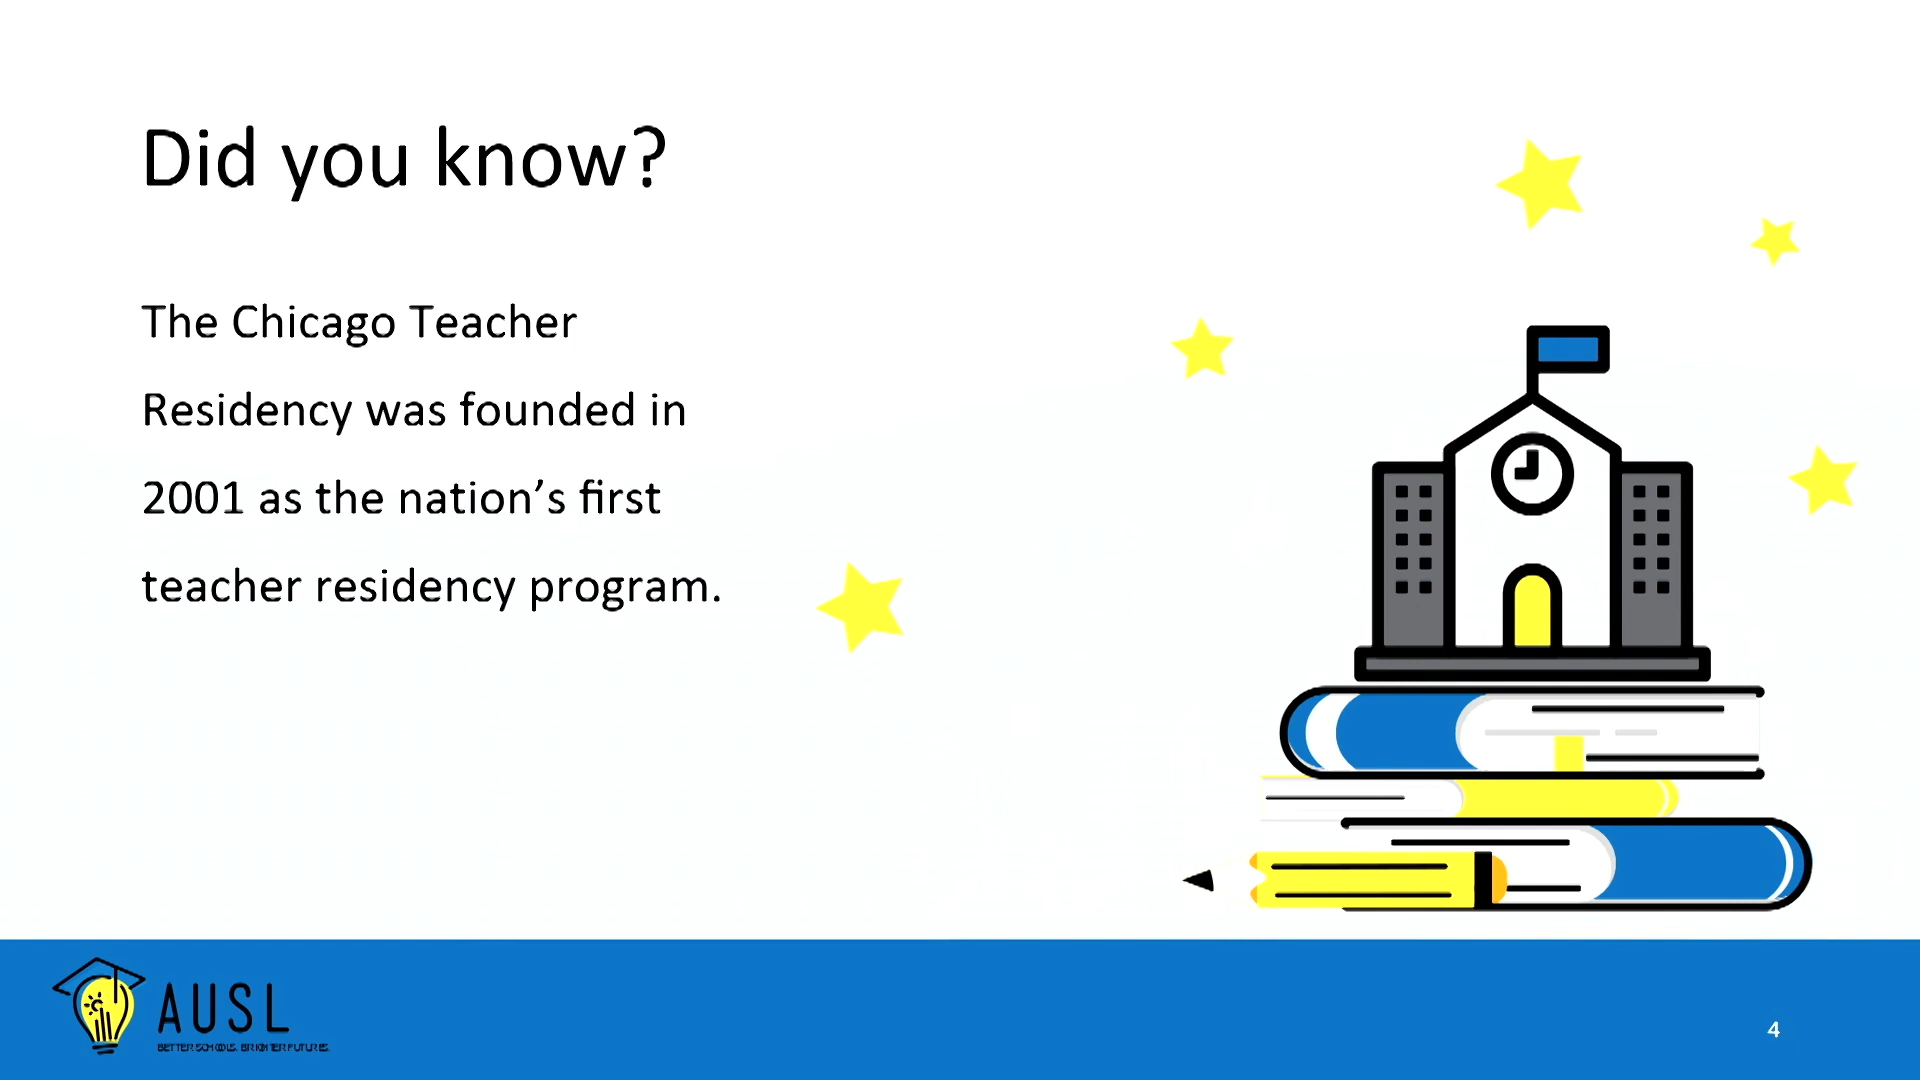 Did you know?
The Chicago Teacher
Residency was founded in
2001 as the nation’s first
teacher residency program.
AUSL
BETTER SCHOOLS. BRIGHTER FUTURES.
4